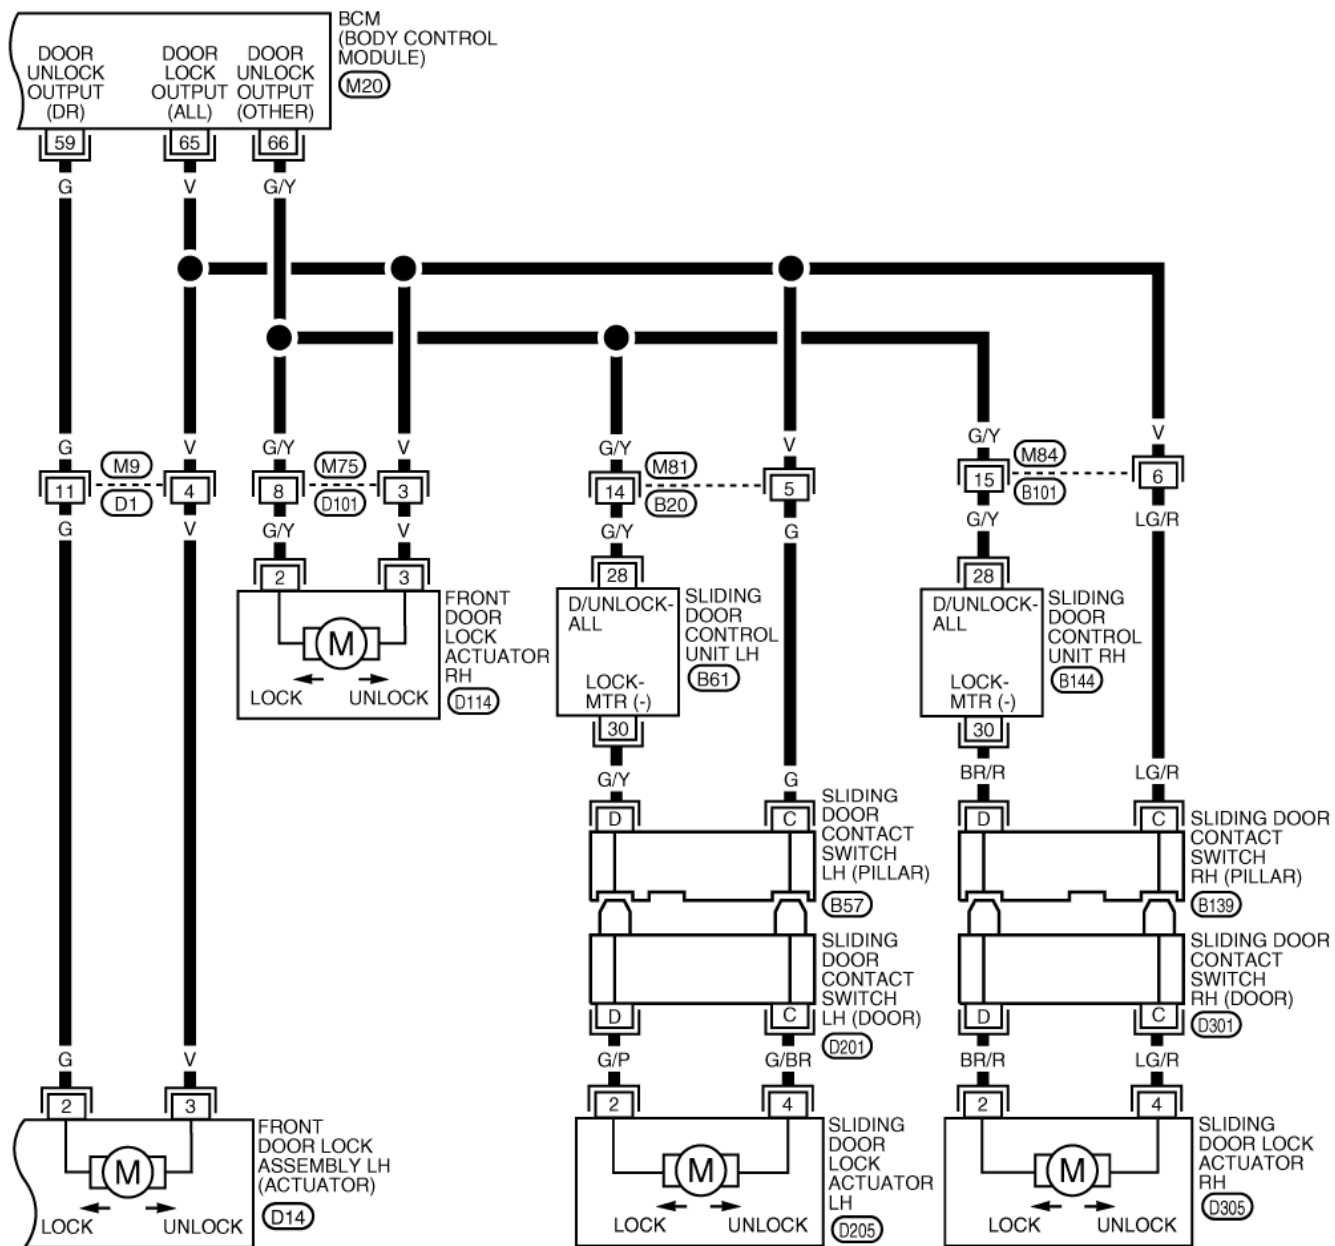 BCM
(BODY CONTROL
MODULE)
M20
DOOR
UNLOCK
OUTPUT
(DR)
DOOR
LOCK
OUTPUT
(ALL)
DOOR
UNLOCK
OUTPUT
(OTHER)
59
65
66
G
V
G/Y
G
V
G/Y
V
G/Y
V
G/Y
V
11
M9
D1
4
8
M75
D101
3
14
M81
B20
5
15
M84
B101
6
G
V
G/Y
V
G/Y
G
G/Y
LG/R
2
3
FRONT
DOOR
LOCK
ACTUATOR
RH
D114
M
LOCK
UNLOCK
28
D/UNLOCK-
ALL
LOCK-
MTR (-)
30
SLIDING
DOOR
CONTROL
UNIT LH
B61
28
D/UNLOCK-
ALL
LOCK-
MTR (-)
30
SLIDING
DOOR
CONTROL
UNIT RH
B144
G/Y
G
BR/R
LG/R
D
C
SLIDING
DOOR
CONTACT
SWITCH
LH (PILLAR)
B57
D
C
SLIDING DOOR
CONTACT
SWITCH
RH (PILLAR)
B139
SLIDING
DOOR
CONTACT
SWITCH
LH (DOOR)
D201
D
C
SLIDING DOOR
CONTACT
SWITCH
RH (DOOR)
D301
D
C
G
V
G/P
G/BR
BR/R
LG/R
2
3
FRONT
DOOR LOCK
ASSEMBLY LH
(ACTUATOR)
D14
M
LOCK
UNLOCK
2
4
SLIDING
DOOR
LOCK
ACTUATOR
LH
D205
M
LOCK
UNLOCK
2
4
SLIDING
DOOR LOCK
ACTUATOR
RH
D305
M
LOCK
UNLOCK